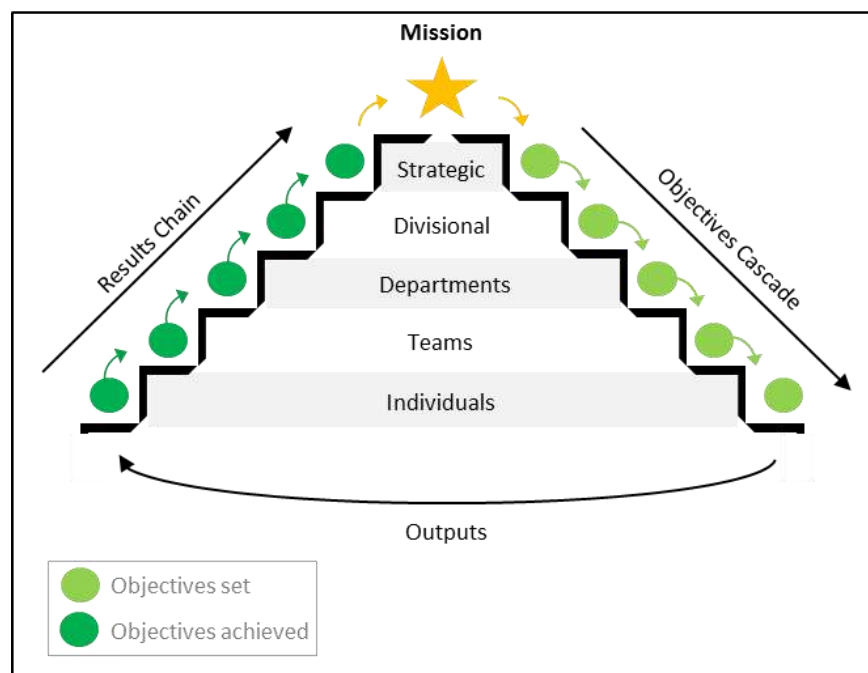 Mission
Strategic
Divisional
Departments
Teams
Individuals
Results Chain
Objectives Cascade
Outputs
Objectives set
Objectives achieved